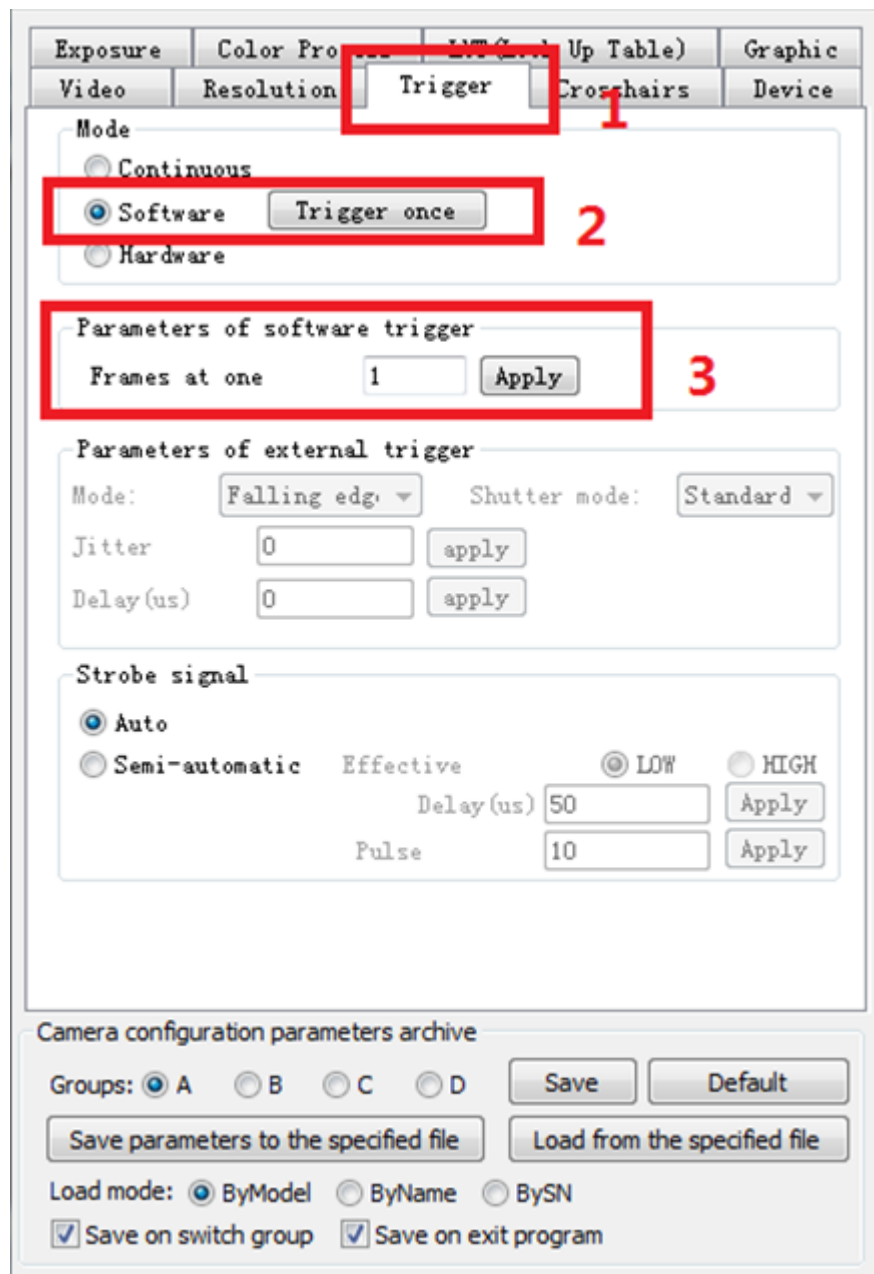 Exposure Color Pro Up Table) Graphic
Video Resolution Trigger Crosshairs Device
1
Mode
Continuous
Software Trigger once
2
Hardware
Parameters of software trigger
Frames at one 1 Apply
3
Parameters of external trigger
Mode: Falling edg Shutter mode: Standard
Jitter 0 apply
Delay(us) 0 apply
Strobe signal
Auto
Semi-automatic Effective LOW HIGH
Delay(us) 50 Apply
Pulse 10 Apply
Camera configuration parameters archive
Groups: A B C D Save Default
Save parameters to the specified file Load from the specified file
Load mode: ByModel ByName BySN
Save on switch group Save on exit program